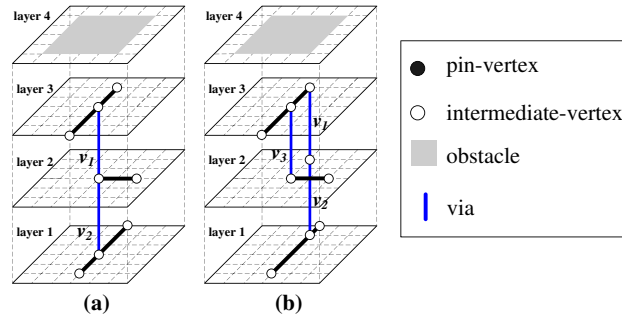 layer 4
layer 3
v1
layer 2
v2
layer 1
(a)
layer 4
layer 3
v1
v3
layer 2
v2
layer 1
(b)
pin-vertex
intermediate-vertex
obstacle
via